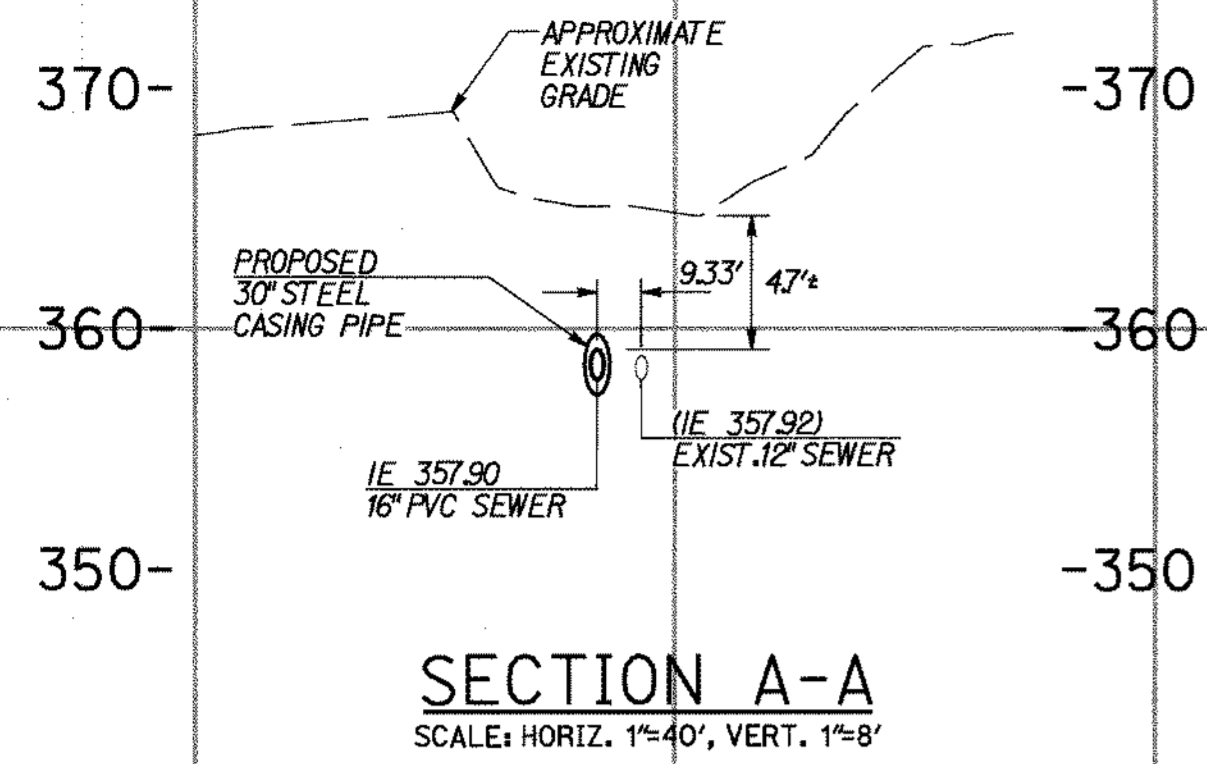 APPROXIMATE
EXISTING
GRADE
370-
-370
PROPOSED
30" STEEL
CASING PIPE
9.33'
4.7'±
360-
-360
(IE 357.92)
EXIST. 12" SEWER
IE 357.90
16" PVC SEWER
350-
-350
SECTION A-A
SCALE: HORIZ. 1"=40', VERT. 1"=8'